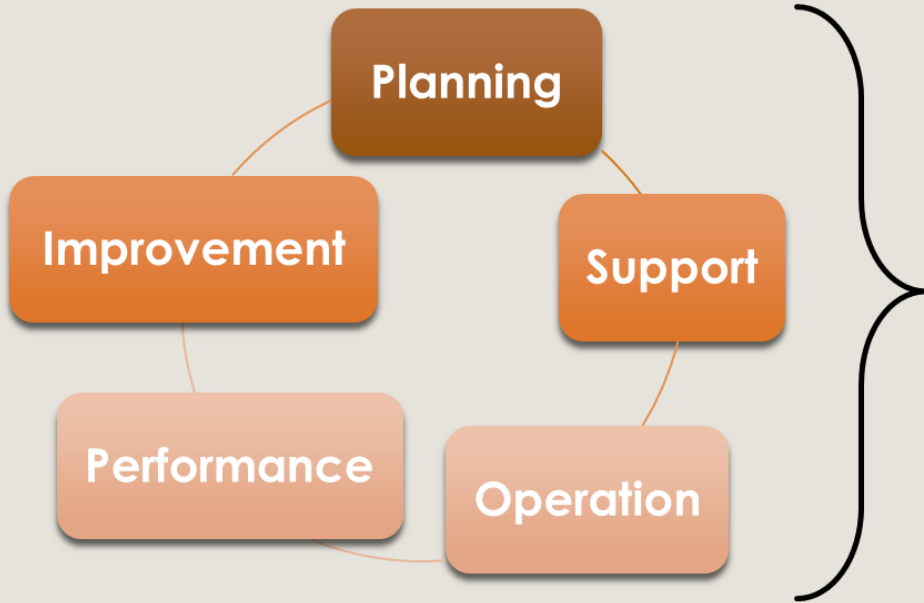 Planning
Support
Operation
Performance
Improvement